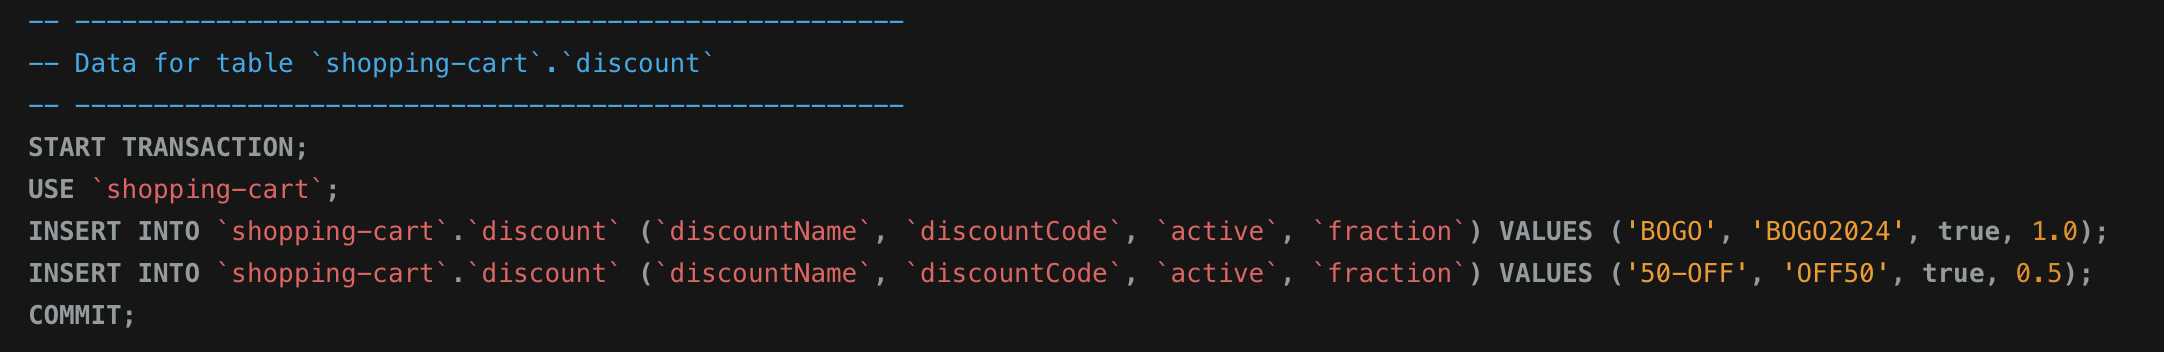 -- -----------------------------------------------------
-- Data for table `shopping-cart`.`discount`
-- -----------------------------------------------------
START TRANSACTION;
USE `shopping-cart`;
INSERT INTO `shopping-cart`.`discount` (`discountName`, `discountCode`, `active`, `fraction`) VALUES ('BOGO', 'BOGO2024', true, 1.0);
INSERT INTO `shopping-cart`.`discount` (`discountName`, `discountCode`, `active`, `fraction`) VALUES ('50-OFF', 'OFF50', true, 0.5);
COMMIT;